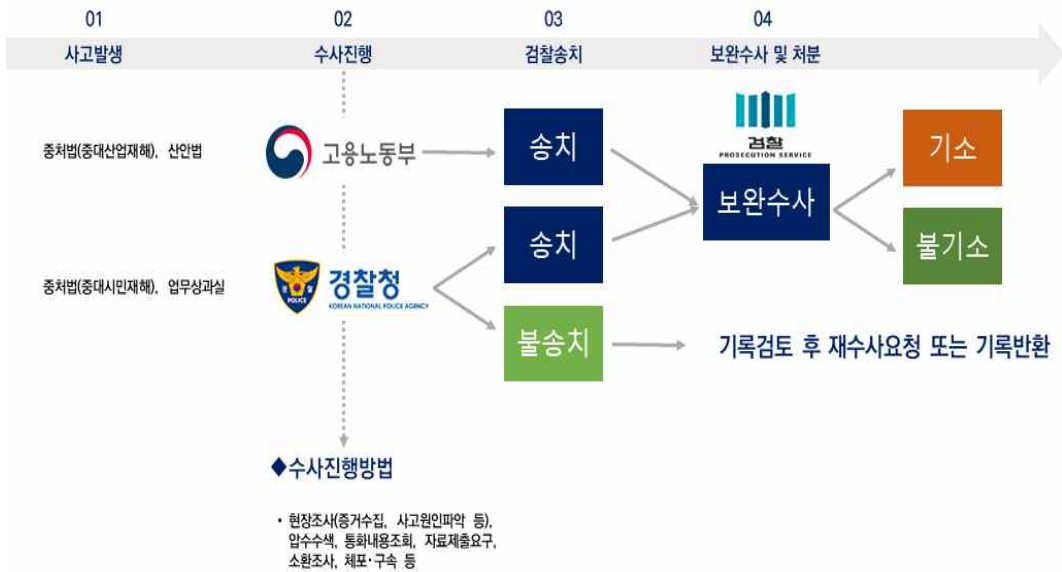 01
02
03
04
사고발생
수사진행
검찰송치
보완수사 및 처분
중처법(중대산업재해), 산안법
고용노동부
송치
검찰
PROSECUTION SERVICE
보완수사
기소
불기소
중처법(중대시민재해), 업무상과실
경찰
POLICE
경찰청
KOREAN NATIONAL POLICE AGENCY
송치
불송치
기록검토 후 재수사요청 또는 기록반환
◆수사진행방법
• 현장조사(증거수집, 사고원인파악 등),
압수수색, 통화내용조회, 자료제출요구,
소환조사, 체포·구속 등